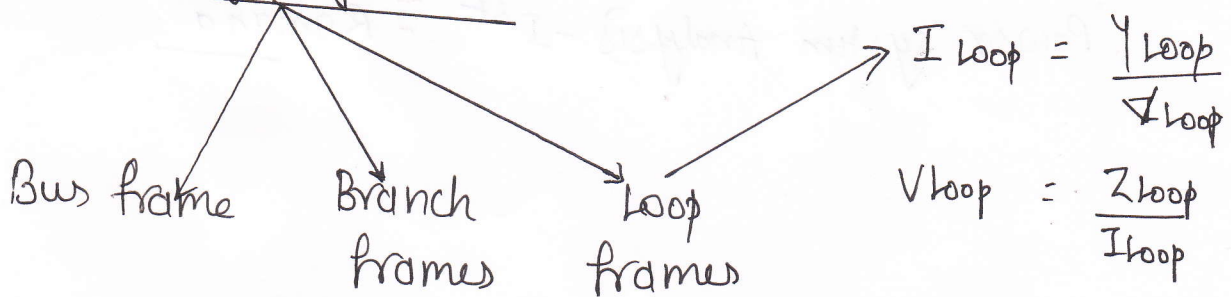 Bus frame
Branch frames
Loop frames
I Loop = Y Loop / V Loop
V Loop = Z Loop / I Loop